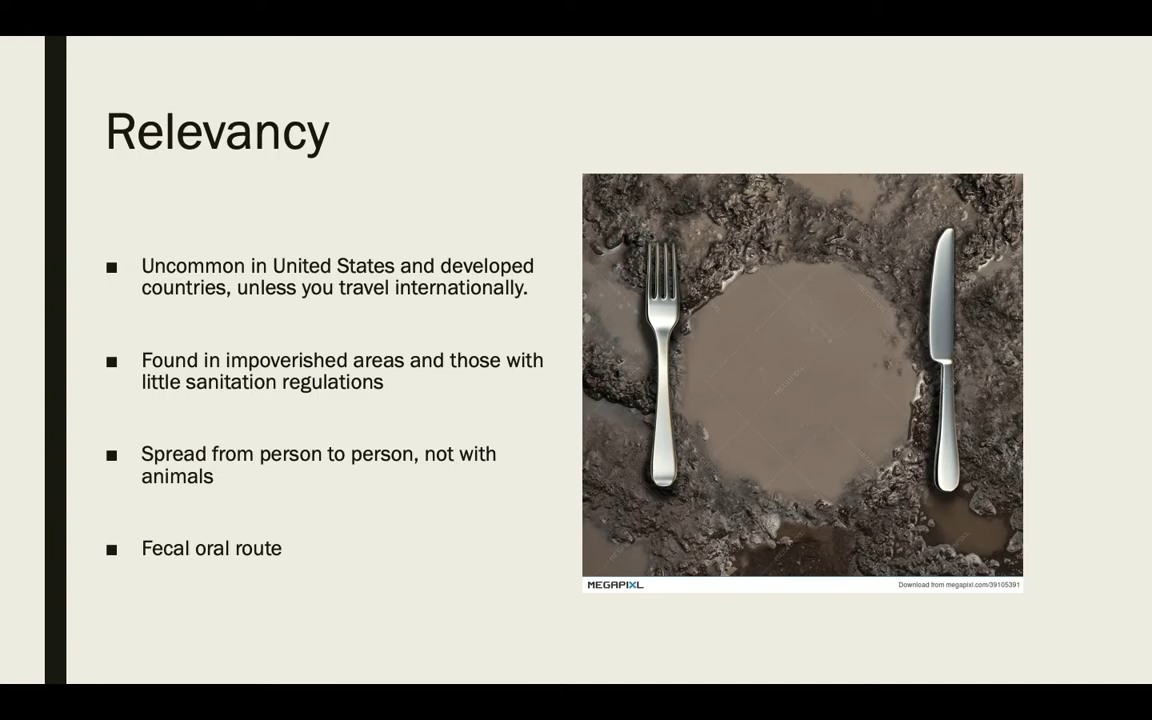 Relevancy
■ Uncommon in United States and developed
countries, unless you travel internationally.
■ Found in impoverished areas and those with
little sanitation regulations
■ Spread from person to person, not with
animals
■ Fecal oral route
MEGAPIXL
Download from megapixl.com/39105391